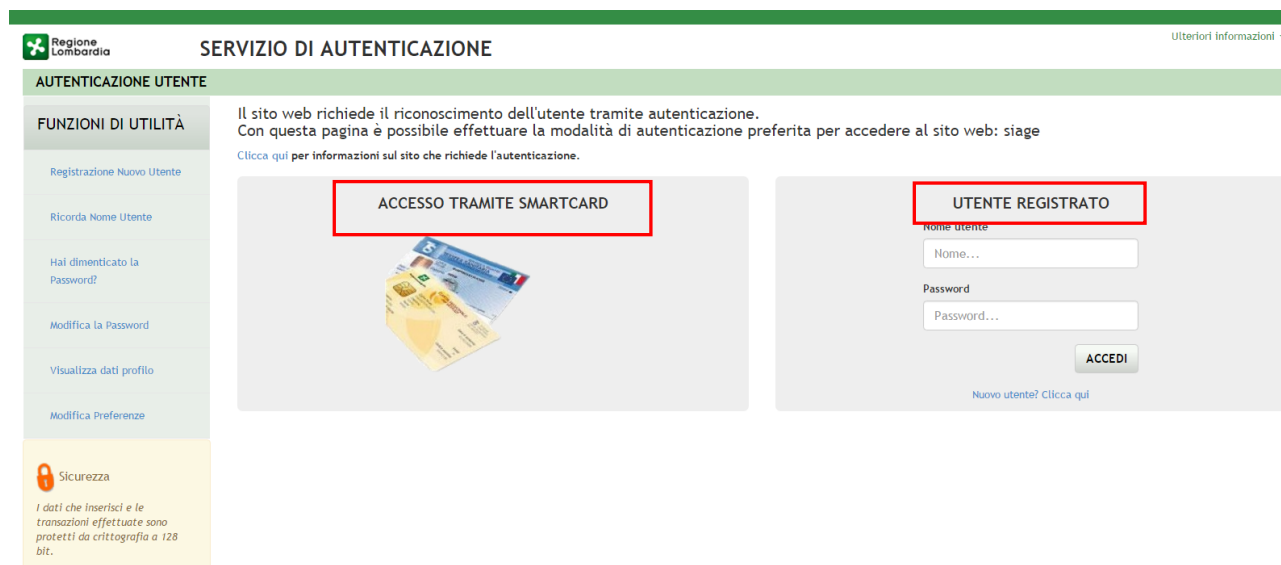 Regione
Lombardia
SERVIZIO DI AUTENTICAZIONE
Ulteriori informazioni
AUTENTICAZIONE UTENTE
FUNZIONI DI UTILITÀ
Registrazione Nuovo Utente
Ricorda Nome Utente
Hai dimenticato la
Password?
Modifica la Password
Visualizza dati profilo
Modifica Preferenze
Sicurezza
I dati che inserisci e le
transazioni effettuate sono
protetti da crittografia a 128
bit.
Il sito web richiede il riconoscimento dell'utente tramite autenticazione.
Con questa pagina è possibile effettuare la modalità di autenticazione preferita per accedere al sito web: siage
Clicca qui per informazioni sul sito che richiede l'autenticazione.
ACCESSO TRAMITE SMARTCARD
UTENTE REGISTRATO
Nome utente
Nome...
Password
Password...
ACCEDI
Nuovo utente? Clicca qui